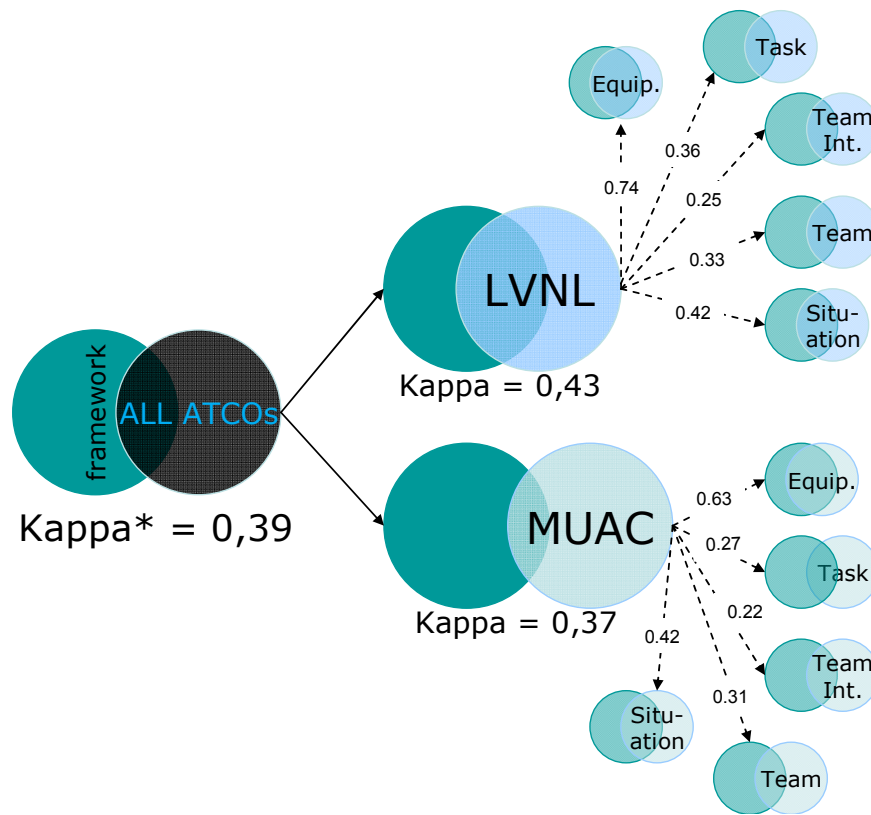 framework
ALL ATCOs
Kappa* = 0,39
LVNL
Kappa = 0,43
Equip.
0.74
Task
0.36
Team
Int.
0.25
Team
0.33
Situ-
ation
0.42
MUAC
Kappa = 0,37
Equip.
0.63
Task
0.27
Team
Int.
0.22
Team
0.31
Situ-
ation
0.42